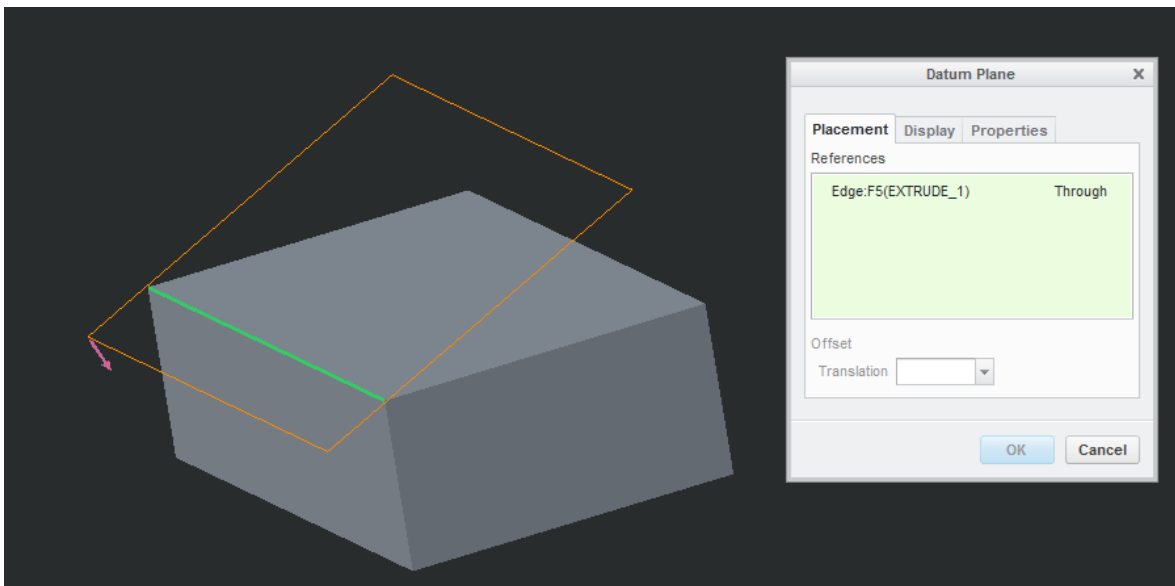 Datum Plane X
Placement Display Properties
References
Edge:F5(EXTRUDE_1) Through
Offset
Translation
OK Cancel